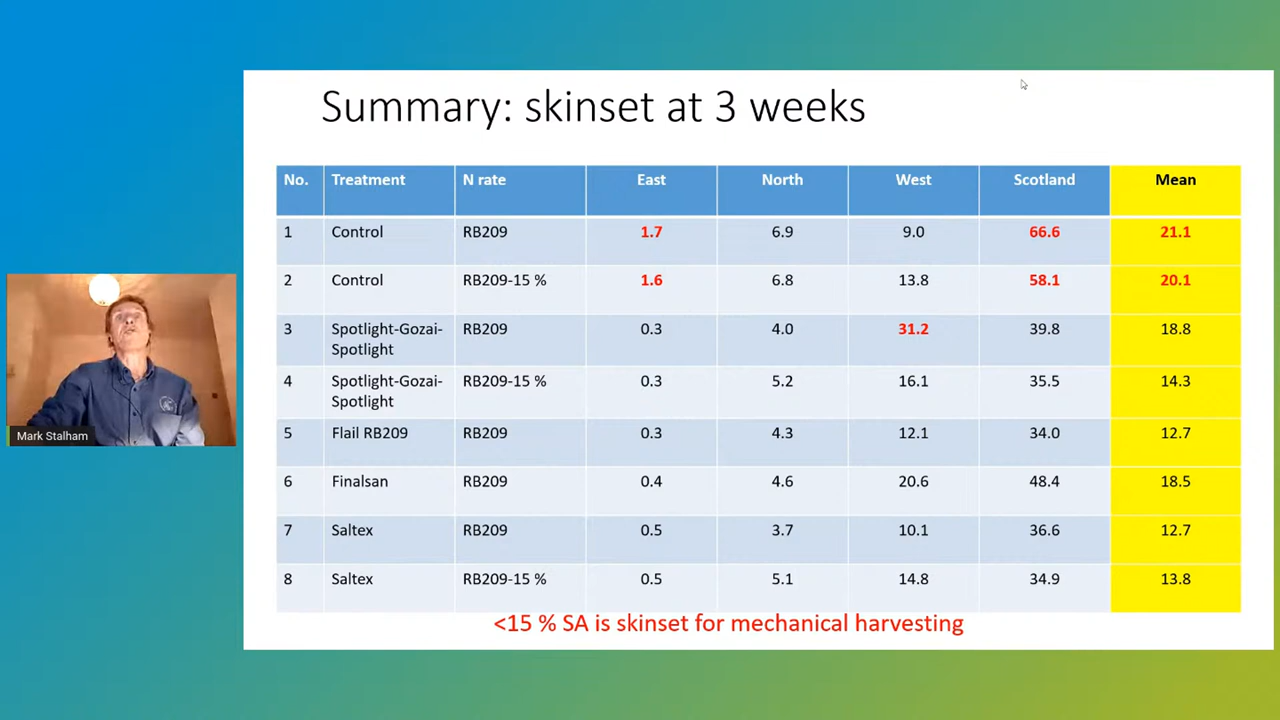 Summary: skinset at 3 weeks
No. Treatment N rate East North West Scotland Mean
1 Control RB209 1.7 6.9 9.0 66.6 21.1
2 Control RB209-15 % 1.6 6.8 13.8 58.1 20.1
3 Spotlight-Gozai- RB209 0.3 4.0 31.2 39.8 18.8
Spotlight
4 Spotlight-Gozai- RB209-15 % 0.3 5.2 16.1 35.5 14.3
Spotlight
5 Flail RB209 RB209 0.3 4.3 12.1 34.0 12.7
6 Finalsan RB209 0.4 4.6 20.6 48.4 18.5
7 Saltex RB209 0.5 3.7 10.1 36.6 12.7
8 Saltex RB209-15 % 0.5 5.1 14.8 34.9 13.8
<15 % SA is skinset for mechanical harvesting
Mark Stalham